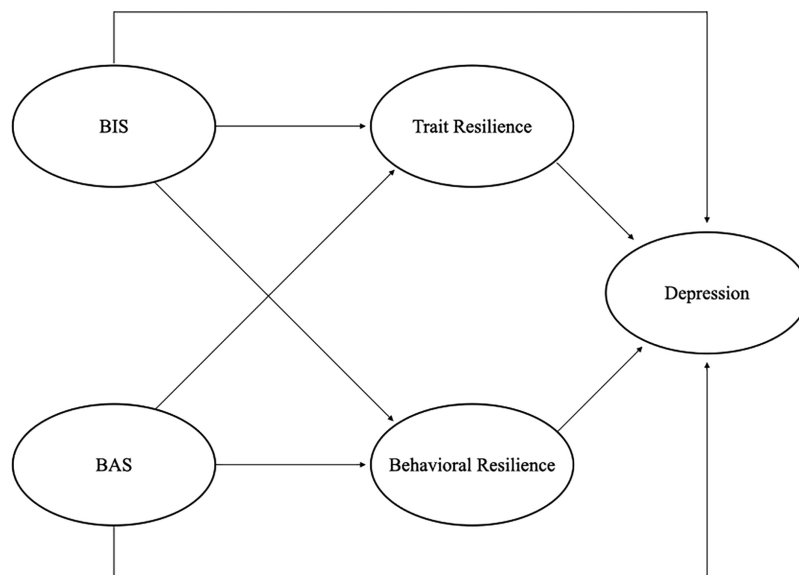 BIS
Trait Resilience
Depression
BAS
Behavioral Resilience